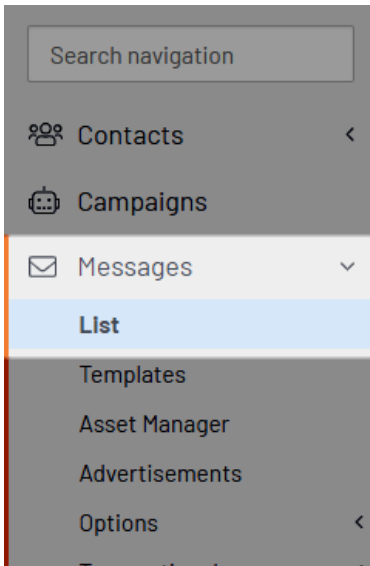 Search navigation
Contacts
Campaigns
Messages
List
Templates
Asset Manager
Advertisements
Options